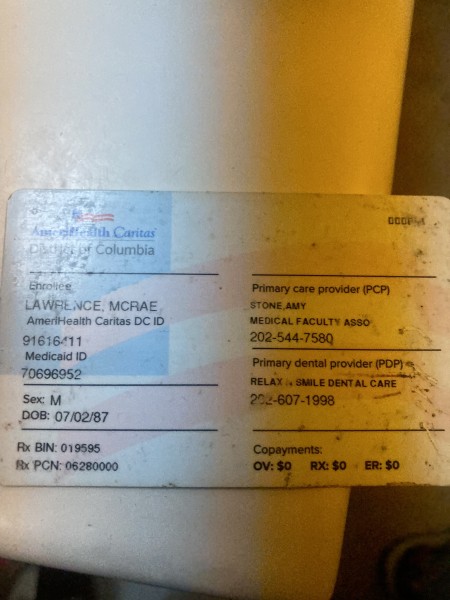 AmeriHealth Caritas
District of Columbia
Enrollee
LAWRENCE, MCRAE
AmeriHealth Caritas DC ID
91616411
Medicaid ID
70696952
Sex: M
DOB: 07/02/87
Rx BIN: 019595
Rx PCN: 06280000
Primary care provider (PCP)
STONE,AMY
MEDICAL FACULTY ASSO
202-544-7580
Primary dental provider (PDP)
RELAX SMILE DENTAL CARE
607-1998
Copayments:
OV: $0 RX: $0 ER: $0